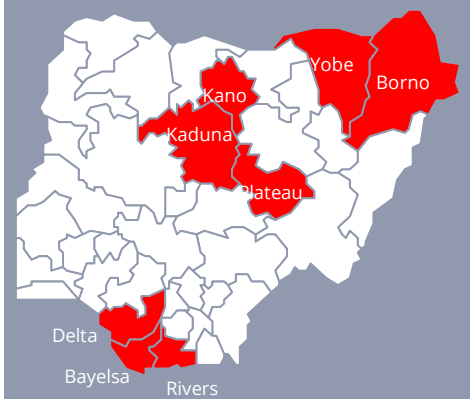 Yobe
Borno
Kano
Kaduna
Plateau
Delta
Bayelsa
Rivers